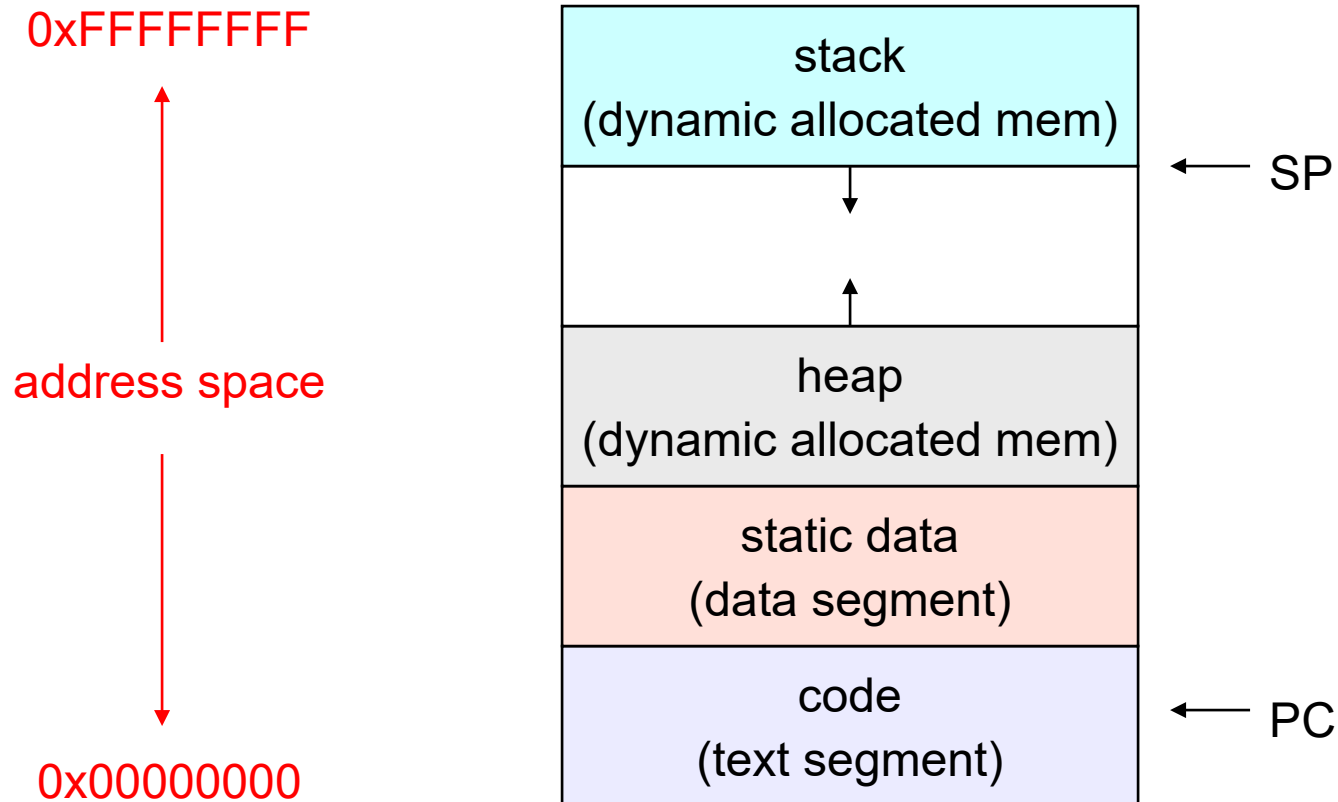 0xFFFFFFFF
stack
(dynamic allocated mem)
SP
address space
heap
(dynamic allocated mem)
static data
(data segment)
code
(text segment)
PC
0x00000000